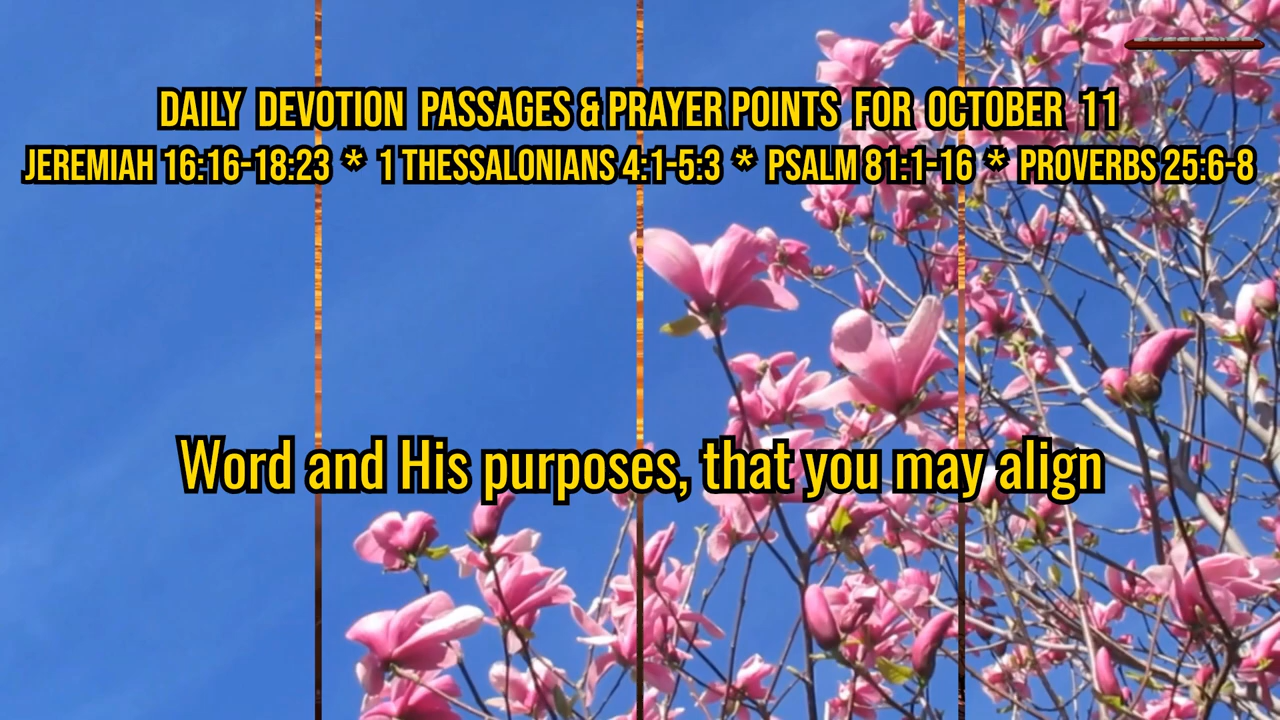 DAILY DEVOTION PASSAGES & PRAYER POINTS FOR OCTOBER 11
JEREMIAH 16:16-18:23 * 1 THESSALONIANS 4:1-5:3 * PSALM 81:1-16 * PROVERBS 25:6-8
Word and His purposes, that you may align